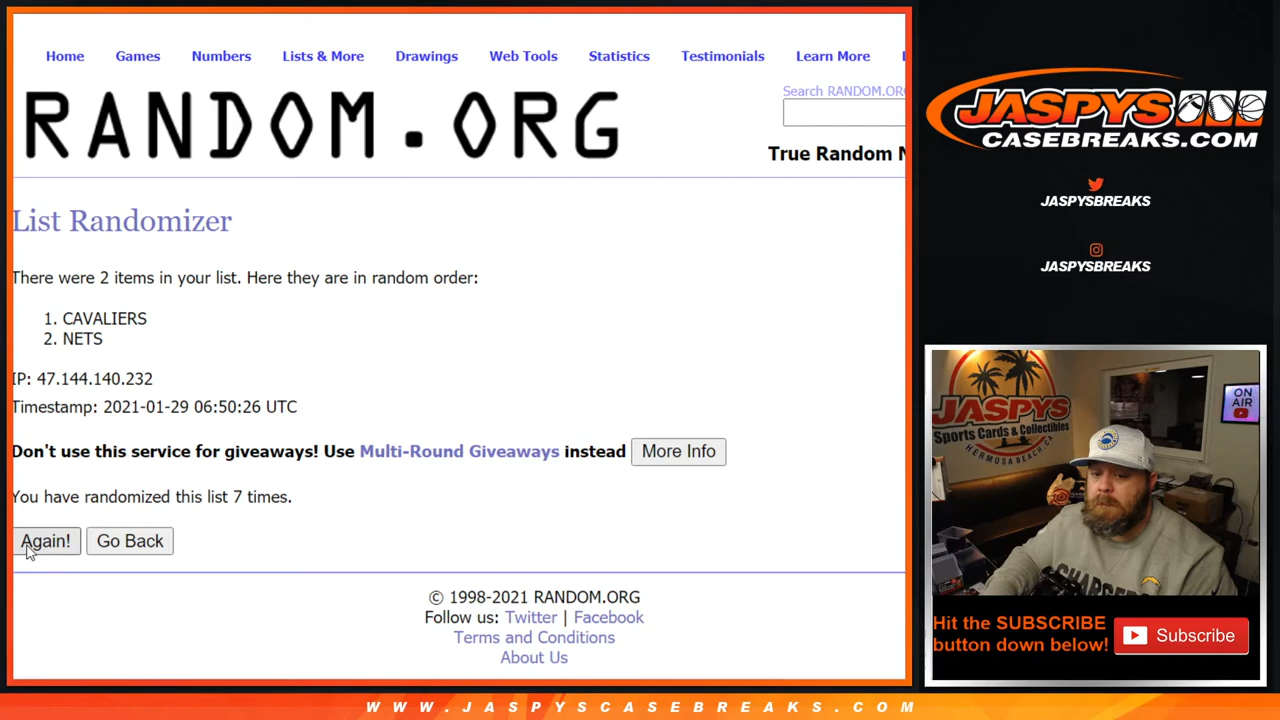 Home Games Numbers Lists & More Drawings Web Tools Statistics Testimonials Learn More
RANDOM.ORG
Search RANDOM.ORG
True Random N
List Randomizer
There were 2 items in your list. Here they are in random order:
1. CAVALIERS
2. NETS
IP: 47.144.140.232
Timestamp: 2021-01-29 06:50:26 UTC
Don't use this service for giveaways! Use Multi-Round Giveaways instead More Info
You have randomized this list 7 times.
Again! Go Back
© 1998-2021 RANDOM.ORG
Follow us: Twitter | Facebook
Terms and Conditions
About Us
JASPYS
CASEBREAKS.COM
JASPYSBREAKS
JASPYSBREAKS
JASPYS
Sports Cards & Collectibles
HERMOSA BEACH, CA
ON
AIR
CHARGERS
Hit the SUBSCRIBE
button down below!
Subscribe
WWW.JASPYSCASEBREAKS.COM